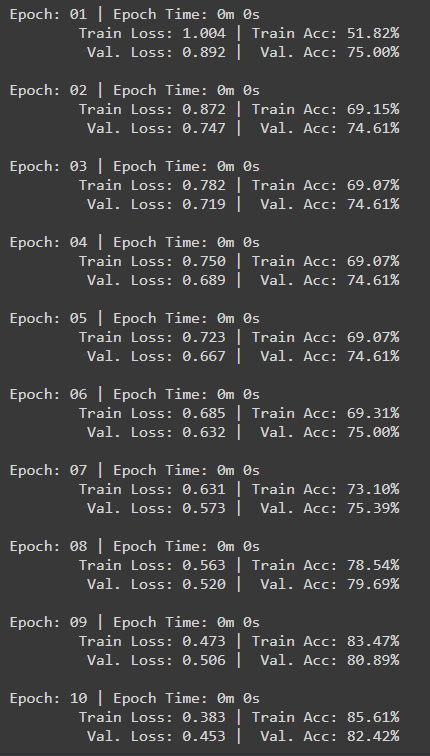 Epoch: 01 | Epoch Time: 0m 0s
Train Loss: 1.004 | Train Acc: 51.82%
Val. Loss: 0.892 | Val. Acc: 75.00%
Epoch: 02 | Epoch Time: 0m 0s
Train Loss: 0.872 | Train Acc: 69.15%
Val. Loss: 0.747 | Val. Acc: 74.61%
Epoch: 03 | Epoch Time: 0m 0s
Train Loss: 0.782 | Train Acc: 69.07%
Val. Loss: 0.719 | Val. Acc: 74.61%
Epoch: 04 | Epoch Time: 0m 0s
Train Loss: 0.750 | Train Acc: 69.07%
Val. Loss: 0.689 | Val. Acc: 74.61%
Epoch: 05 | Epoch Time: 0m 0s
Train Loss: 0.723 | Train Acc: 69.07%
Val. Loss: 0.667 | Val. Acc: 74.61%
Epoch: 06 | Epoch Time: 0m 0s
Train Loss: 0.685 | Train Acc: 69.31%
Val. Loss: 0.632 | Val. Acc: 75.00%
Epoch: 07 | Epoch Time: 0m 0s
Train Loss: 0.631 | Train Acc: 73.10%
Val. Loss: 0.573 | Val. Acc: 75.39%
Epoch: 08 | Epoch Time: 0m 0s
Train Loss: 0.563 | Train Acc: 78.54%
Val. Loss: 0.520 | Val. Acc: 79.69%
Epoch: 09 | Epoch Time: 0m 0s
Train Loss: 0.473 | Train Acc: 83.47%
Val. Loss: 0.506 | Val. Acc: 80.89%
Epoch: 10 | Epoch Time: 0m 0s
Train Loss: 0.383 | Train Acc: 85.61%
Val. Loss: 0.453 | Val. Acc: 82.42%